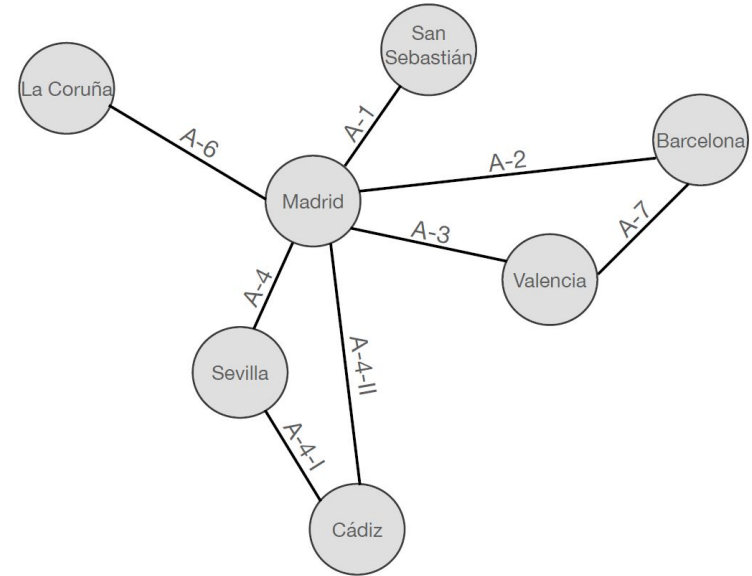 San
Sebastián
La Coruña
A-1
A-6
Barcelona
A-2
Madrid
A-7
A-3
Valencia
A-4
A-4-II
Sevilla
A-4-I
Cádiz